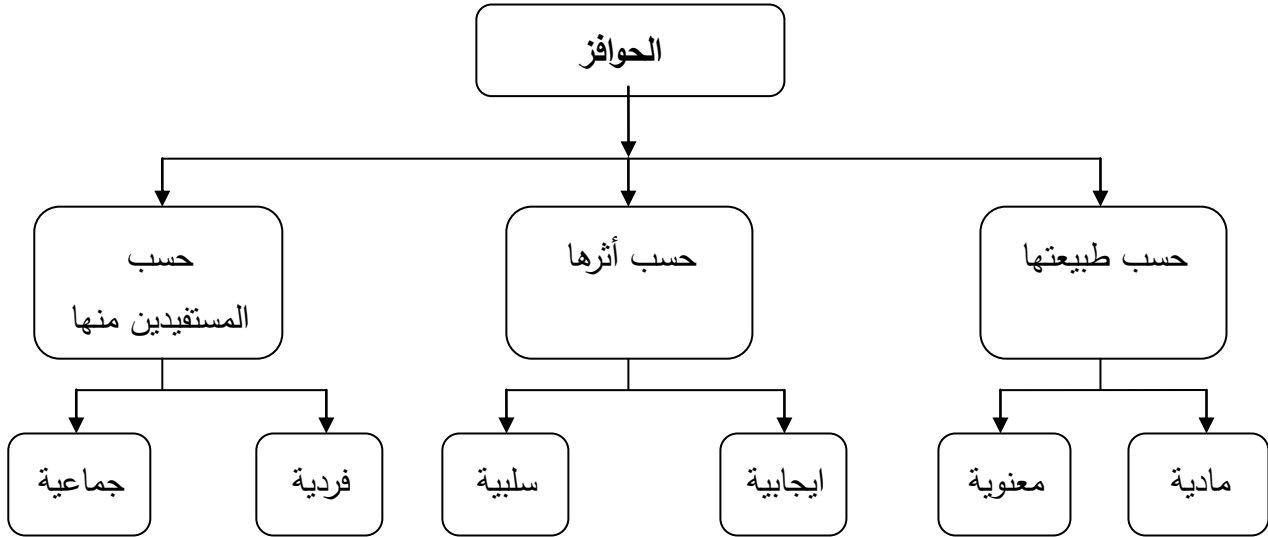 الحوافز
حسب طبيعتها
حسب أثرها
حسب
المستفيدين منها
مادية
معنوية
ايجابية
سلبية
فردية
جماعية